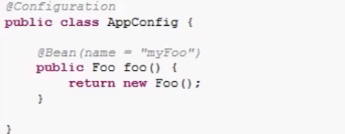 @Configuration
public class AppConfig {
@Bean(name = "myFoo")
public Foo foo() {
return new Foo();
}
}